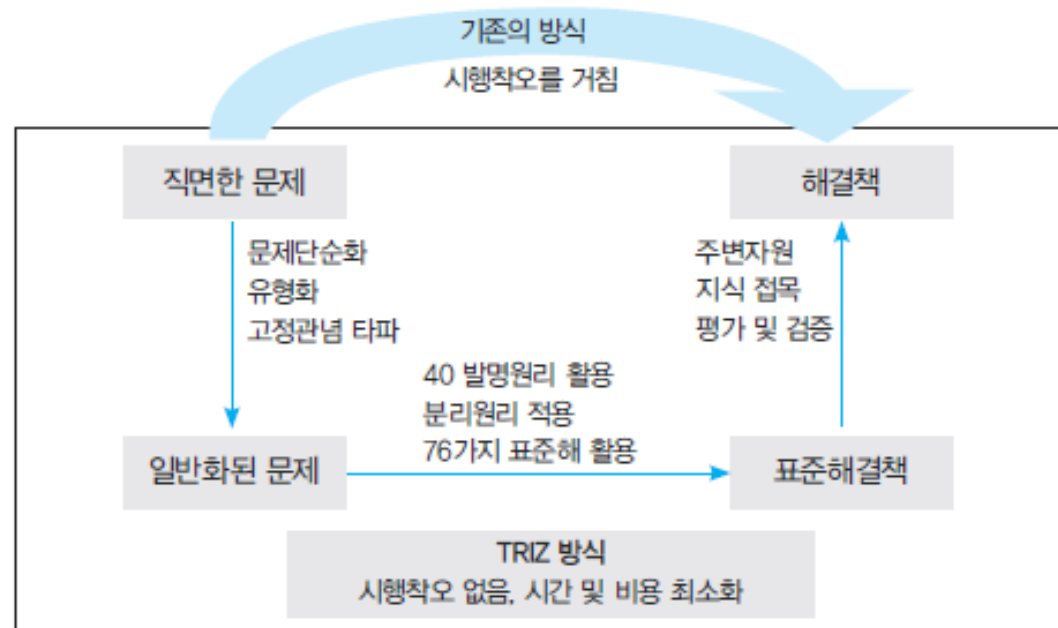 기존의 방식
시행착오를 거침
직면한 문제
해결책
문제단순화
유형화
고정관념 타파
주변자원
지식 접목
평가 및 검증
40 발명원리 활용
분리원리 적용
76가지 표준해 활용
일반화된 문제
표준해결책
TRIZ 방식
시행착오 없음, 시간 및 비용 최소화